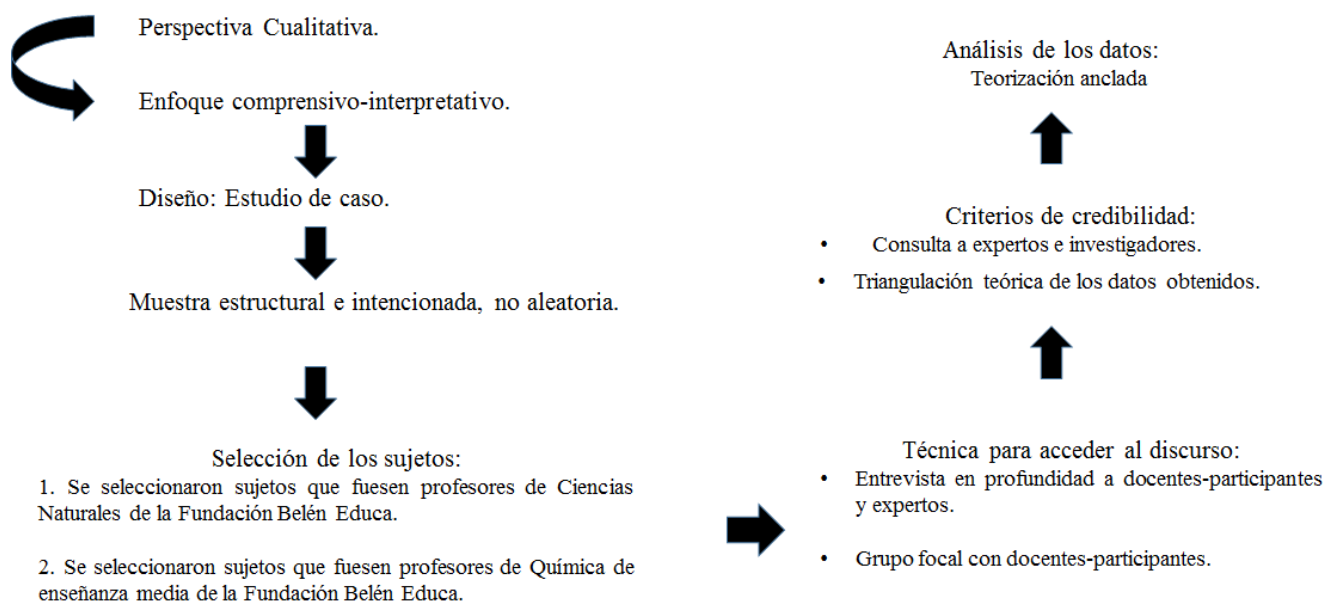 Perspectiva Cualitativa.
Enfoque comprensivo-interpretativo.
Diseño: Estudio de caso.
Muestra estructural e intencionada, no aleatoria.
Selección de los sujetos:
1. Se seleccionaron sujetos que fuesen profesores de Ciencias
Naturales de la Fundación Belén Educa.
2. Se seleccionaron sujetos que fuesen profesores de Química de
enseñanza media de la Fundación Belén Educa.
Técnica para acceder al discurso:
• Entrevista en profundidad a docentes-participantes
y expertos.
• Grupo focal con docentes-participantes.
Criterios de credibilidad:
• Consulta a expertos e investigadores.
• Triangulación teórica de los datos obtenidos.
Análisis de los datos:
Teorización anclada